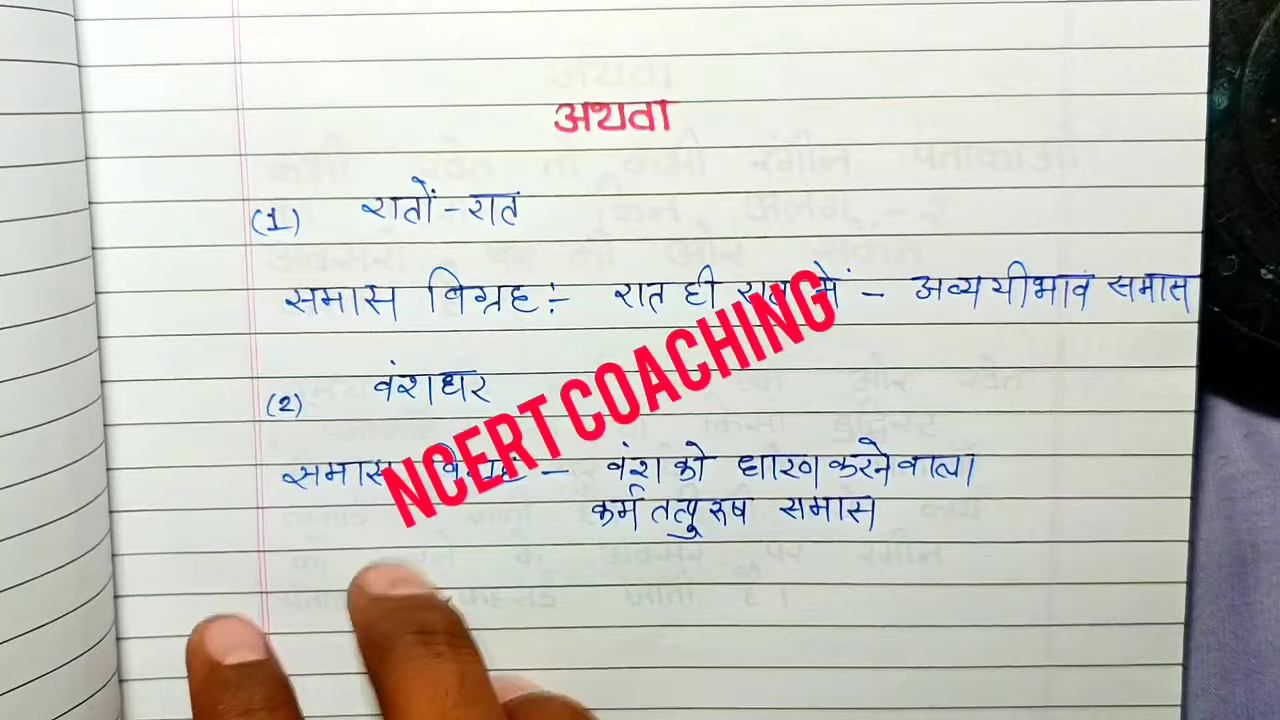 अथवा
(1) रातों-रात
समास विग्रह :- रात ही रात में - अव्ययीभाव समास
(2) वंशधर
समास विग्रह - वंश को धारण करने वाला
कर्म तत्पुरुष समास
NCERT COACHING